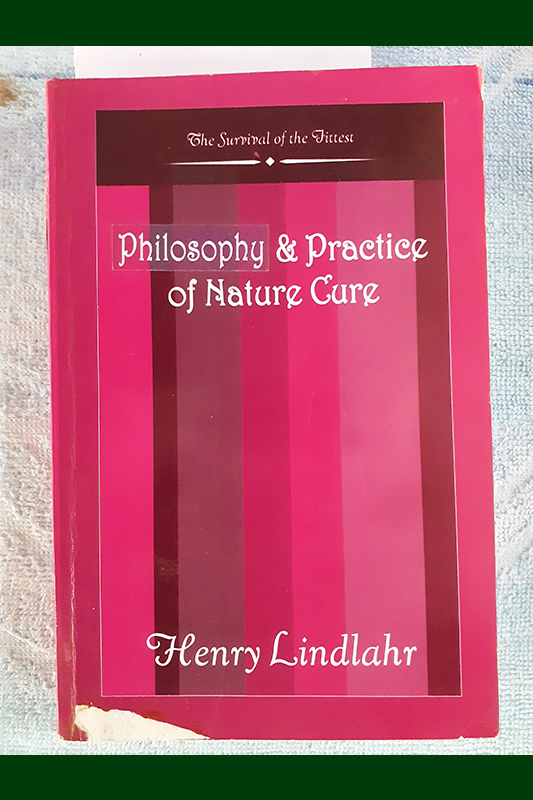 The Survival of the Fittest
Philosophy & Practice
of Nature Cure
Henry Lindlahr